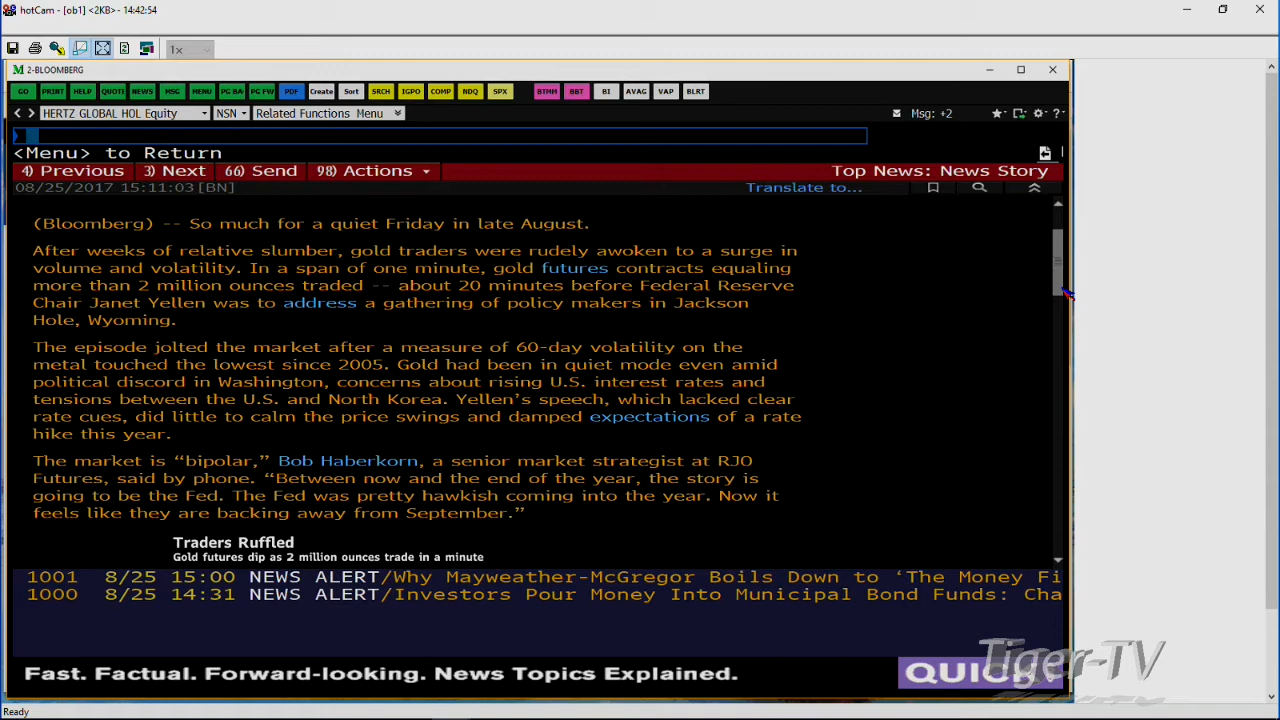 hotCam - [ob1] <2KB> - 14:42:54
1x
M 2-BLOOMBERG
GO PRINT HELP QUOTE NEWS MSG MENU PG BA PG FW PDF Create Sort SRCH IGPO COMP NDQ SPX BTMM BBT BI AVAG VAP BLRT
HERTZ GLOBAL HOL Equity NSN Related Functions Menu Msg: +2
<Menu> to Return
4) Previous 3) Next 66) Send 98) Actions Top News: News Story
08/25/2017 15:11:03 [BN] Translate to...
(Bloomberg) -- So much for a quiet Friday in late August.
After weeks of relative slumber, gold traders were rudely awoken to a surge in
volume and volatility. In a span of one minute, gold futures contracts equaling
more than 2 million ounces traded -- about 20 minutes before Federal Reserve
Chair Janet Yellen was to address a gathering of policy makers in Jackson
Hole, Wyoming.
The episode jolted the market after a measure of 60-day volatility on the
metal touched the lowest since 2005. Gold had been in quiet mode even amid
political discord in Washington, concerns about rising U.S. interest rates and
tensions between the U.S. and North Korea. Yellen's speech, which lacked clear
rate cues, did little to calm the price swings and damped expectations of a rate
hike this year.
The market is “bipolar,” Bob Haberkorn, a senior market strategist at RJO
Futures, said by phone. “Between now and the end of the year, the story is
going to be the Fed. The Fed was pretty hawkish coming into the year. Now it
feels like they are backing away from September.”
Traders Ruffled
Gold futures dip as 2 million ounces trade in a minute
1001 8/25 15:00 NEWS ALERT/Why Mayweather-McGregor Boils Down to ‘The Money Fi
1000 8/25 14:31 NEWS ALERT/Investors Pour Money Into Municipal Bond Funds: Cha
Fast. Factual. Forward-looking. News Topics Explained.
Tiger-TV
Ready